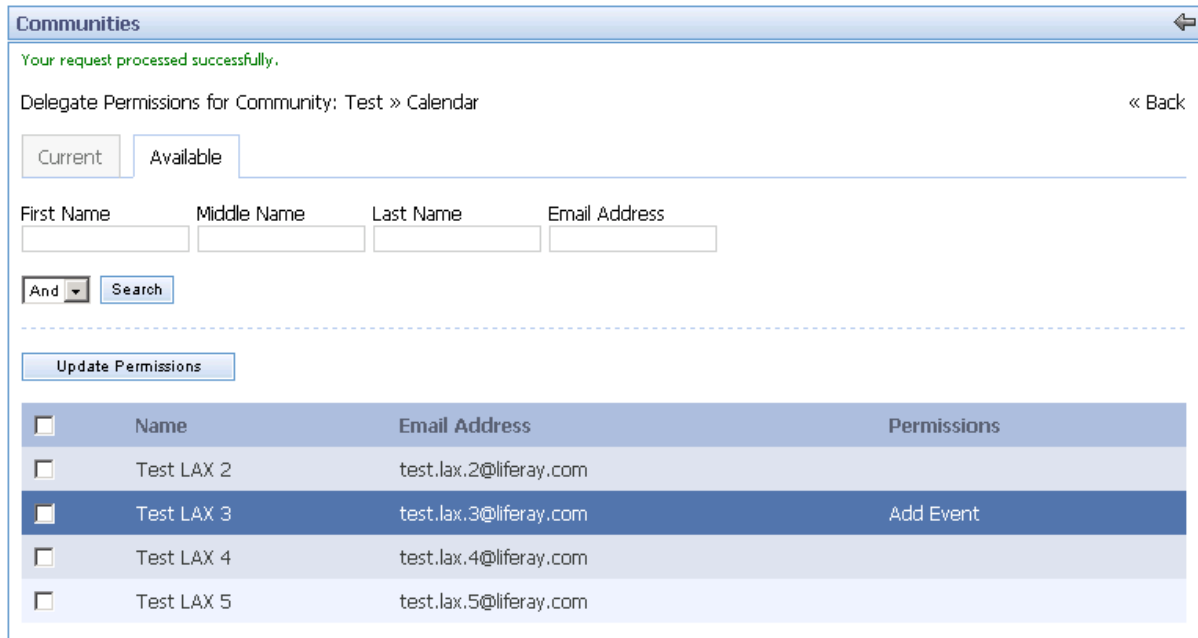 Communities
Your request processed successfully.
Delegate Permissions for Community: Test » Calendar « Back
Current Available
First Name Middle Name Last Name Email Address
And Search
Update Permissions
Name Email Address Permissions
Test LAX 2 test.lax.2@liferay.com
Test LAX 3 test.lax.3@liferay.com Add Event
Test LAX 4 test.lax.4@liferay.com
Test LAX 5 test.lax.5@liferay.com